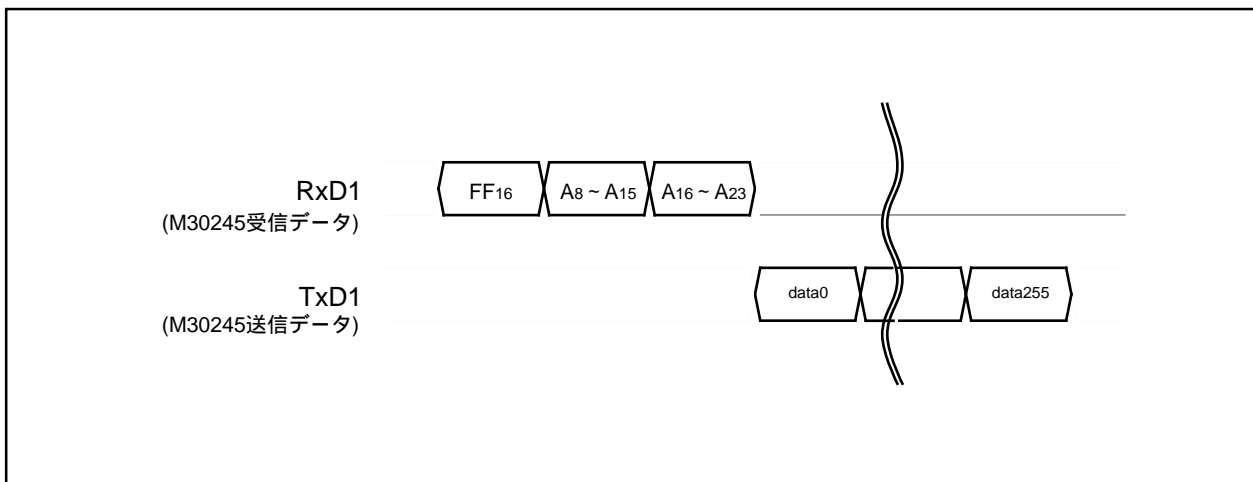 RxD1
(M30245受信データ)
FF16
A8 ~ A15
A16 ~ A23
TxD1
(M30245送信データ)
data0
data255